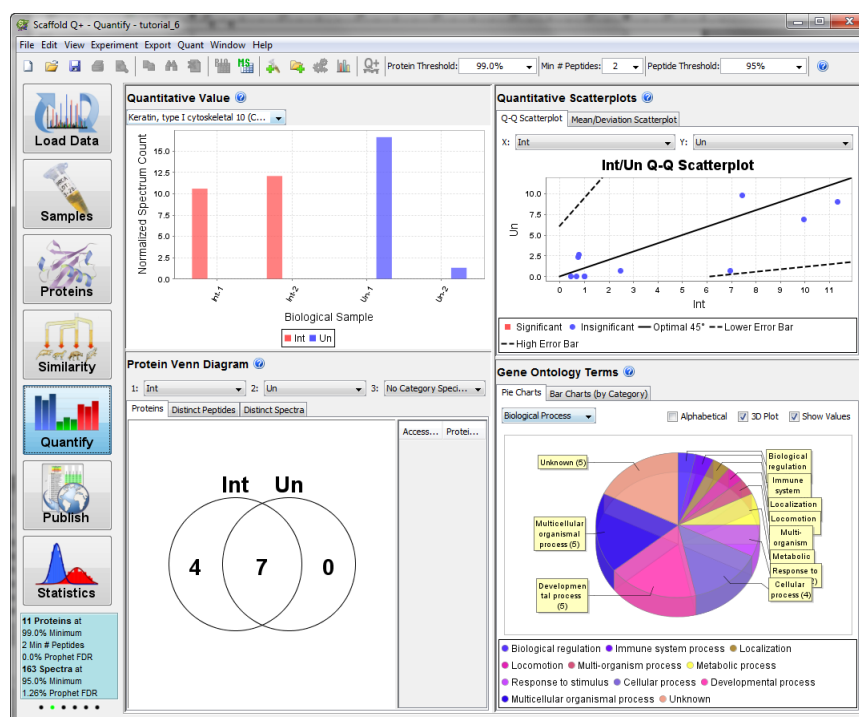 Scaffold Q+ - Quantify - tutorial_6
File Edit View Experiment Export Quant Window Help
Protein Threshold: 99.0% Min # Peptides: 2 Peptide Threshold: 95%
Load Data
Samples
Proteins
Similarity
Quantify
Publish
Statistics
11 Proteins at
99.0% Minimum
2 Min # Peptides
0.0% Prophet FDR
163 Spectra at
95.0% Minimum
1.26% Prophet FDR
Quantitative Value
Keratin, type I cytoskeletal 10 (C...
Normalized Spectrum Count
15.0
12.5
10.0
7.5
5.0
2.5
0.0
Int-1 Int-2 Un-1 Un-2
Biological Sample
Int Un
Quantitative Scatterplots
Q-Q Scatterplot Mean/Deviation Scatterplot
X: Int Y: Un
Int/Un Q-Q Scatterplot
Un
10.0
7.5
5.0
2.5
0.0
0 1 2 3 4 5 6 7 8 9 10 11
Int
Significant Insignificant Optimal 45° Lower Error Bar
High Error Bar
Protein Venn Diagram
1: Int 2: Un 3: No Category Speci...
Proteins Distinct Peptides Distinct Spectra
Access... Protei...
Int Un
4 7 0
Gene Ontology Terms
Pie Charts Bar Charts (by Category)
Biological Process Alphabetical 3D Plot Show Values
Unknown (5)
Multicellular
organismal
process (5)
Developmen
tal process
(5)
Biological
regulation
Immune
system
Localization
Locomotion
Multi-
organism
Metabolic
Response to
Cellular
process (4)
Biological regulation Immune system process Localization
Locomotion Multi-organism process Metabolic process
Response to stimulus Cellular process Developmental process
Multicellular organismal process Unknown